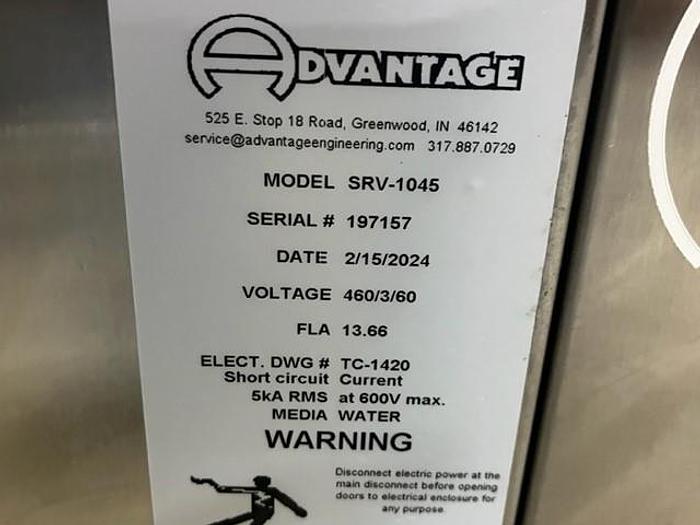 ADVANTAGE
525 E. Stop 18 Road, Greenwood, IN 46142
service@advantageengineering.com 317.887.0729
MODEL SRV-1045
SERIAL # 197157
DATE 2/15/2024
VOLTAGE 460/3/60
FLA 13.66
ELECT. DWG # TC-1420
Short circuit Current
5kA RMS at 600V max.
MEDIA WATER
WARNING
Disconnect electric power at the
main disconnect before opening
doors to electrical enclosure for
any purpose.